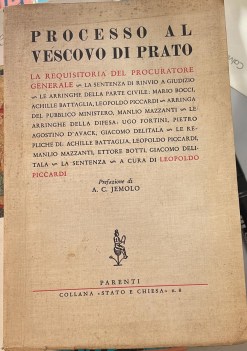 PROCESSO AL
VESCOVO DI PRATO
LA REQUISITORIA DEL PROCURATORE
GENERALE ~ LA SENTENZA DI RINVIO A GIUDIZIO
~ LE ARRINGHE DELLA PARTE CIVILE: MARIO BOCCI,
ACHILLE BATTAGLIA, LEOPOLDO PICCARDI ~ ARRINGA
DEL PUBBLICO MINISTERO, MANLIO MAZZANTI ~ LE
ARRINGHE DELLA DIFESA: UGO FORTINI, PIETRO
AGOSTINO D'AVACK, GIACOMO DELITALA ~ LE RE-
PLICHE DI: ACHILLE BATTAGLIA, LEOPOLDO PICCARDI,
MANLIO MAZZANTI, ETTORE BOTTI, GIACOMO DELI-
TALA ~ LA SENTENZA ~ A CURA DI LEOPOLDO
PICCARDI
Prefazione di
A. C. JEMOLO
PARENTI
COLLANA «STATO E CHIESA» n. 6